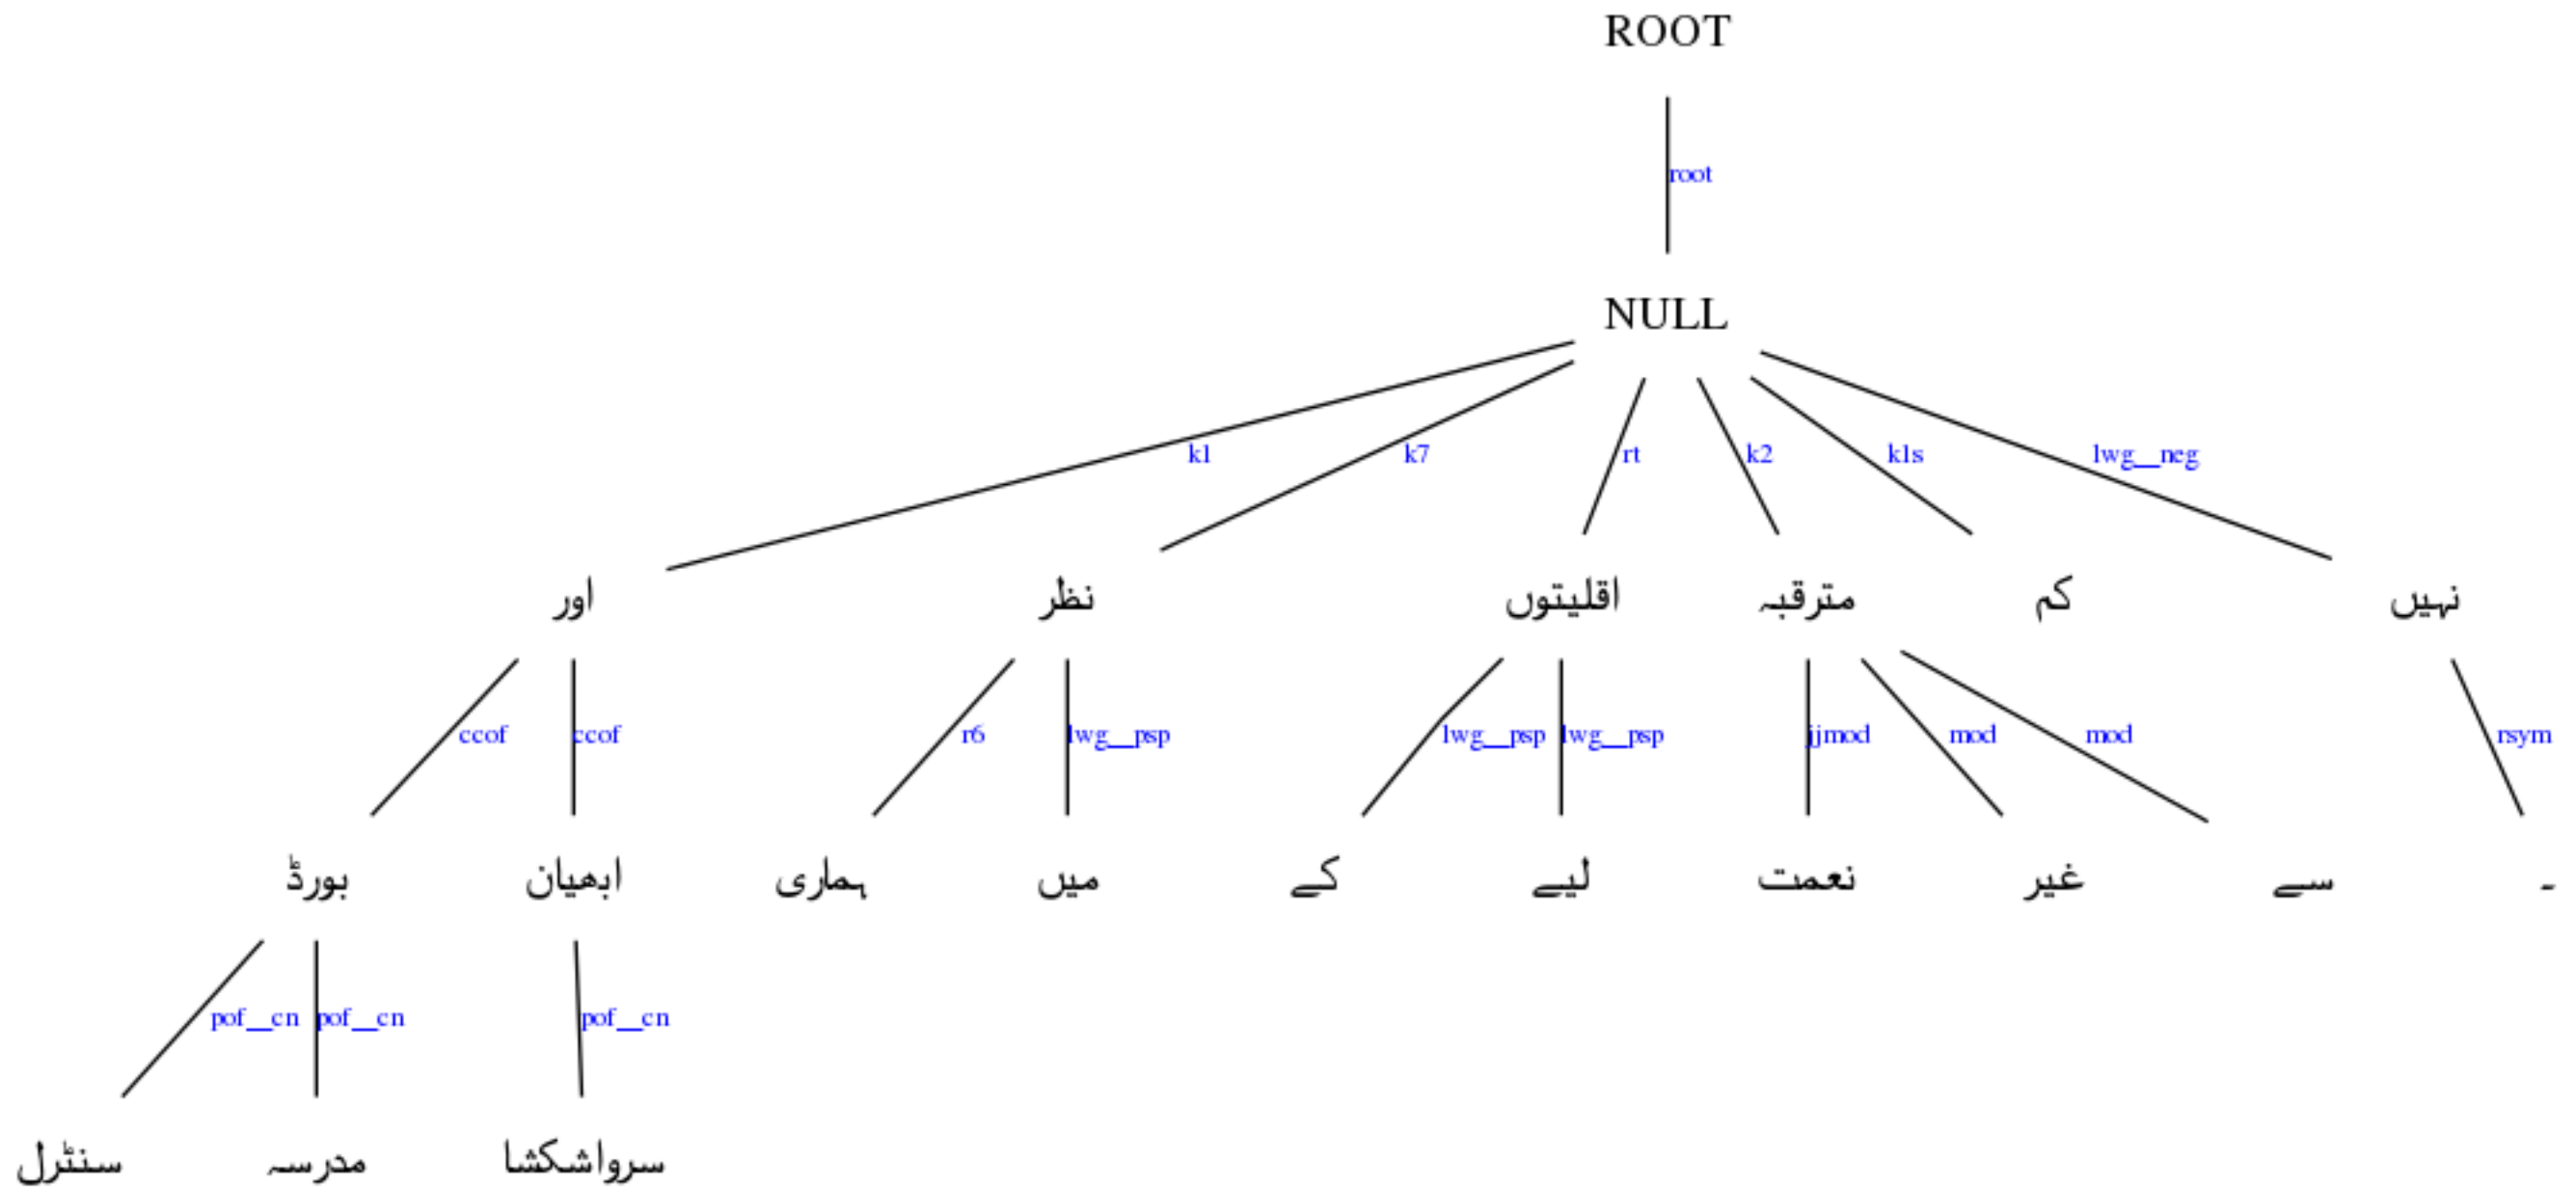 ROOT
root
NULL
k1 k7 rt k2 k1s lwg__neg
اور نظر اقلیتوں مترقبہ کم نہیں
ccof ccof r6 lwg__psp lwg__psp lwg__psp jjmod mod mod rsym
بورڈ ابھیان ہماری میں کے لیے نعمت غیر سے ۔
pof__cn pof__cn pof__cn
سنٹرل مدرسہ سرواشکشا